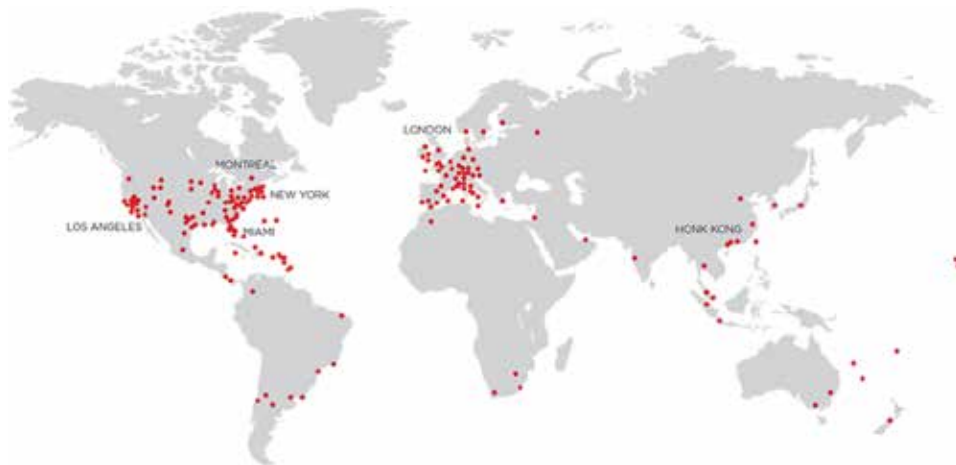 LONDON
MONTREAL
NEW YORK
LOS ANGELES
MIAMI
HONK KONG